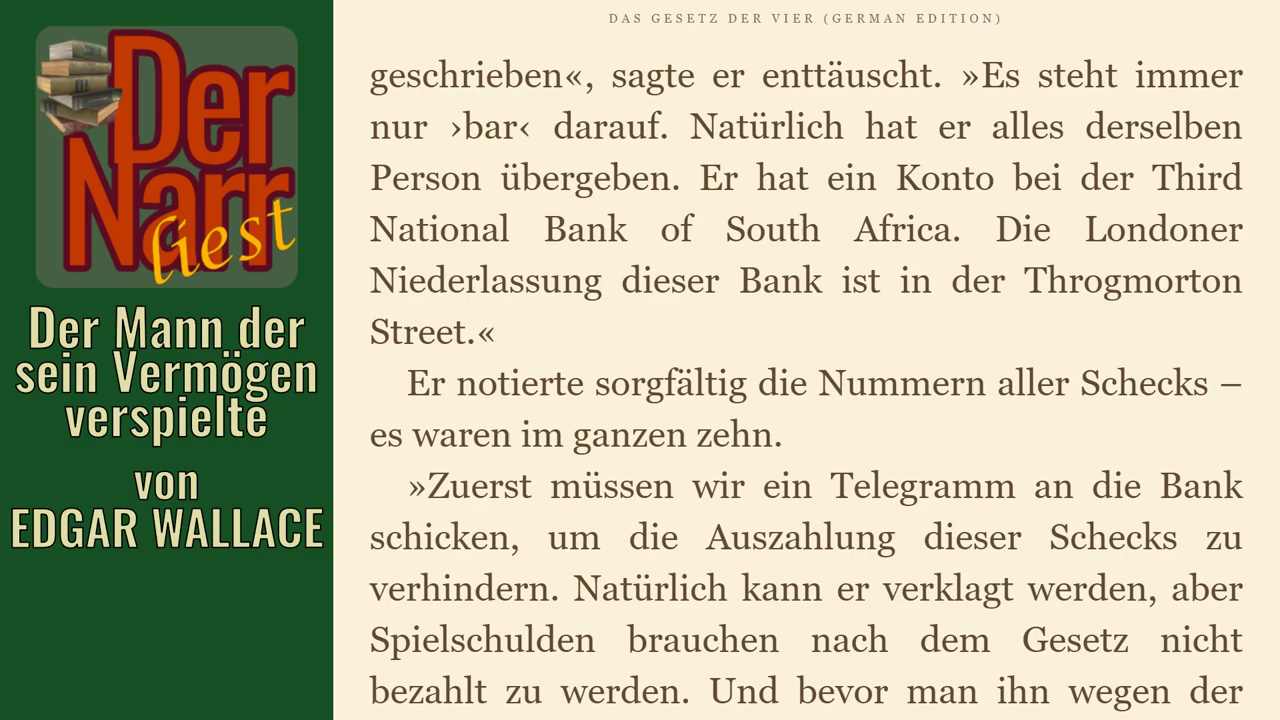 Der
Narr
liest
Der Mann der
sein Vermögen
verspielte
von
EDGAR WALLACE
DAS GESETZ DER VIER (GERMAN EDITION)
geschrieben«, sagte er enttäuscht. »Es steht immer
nur ›bar‹ darauf. Natürlich hat er alles derselben
Person übergeben. Er hat ein Konto bei der Third
National Bank of South Africa. Die Londoner
Niederlassung dieser Bank ist in der Throgmorton
Street.«
Er notierte sorgfältig die Nummern aller Schecks –
es waren im ganzen zehn.
»Zuerst müssen wir ein Telegramm an die Bank
schicken, um die Auszahlung dieser Schecks zu
verhindern. Natürlich kann er verklagt werden, aber
Spielschulden brauchen nach dem Gesetz nicht
bezahlt zu werden. Und bevor man ihn wegen der